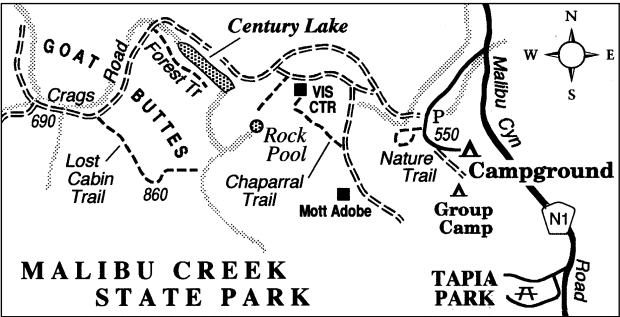 N
W
E
S
Century Lake
GOAT
BUTTES
Crags
Road
Forest Tr
690
Lost
Cabin
Trail
860
VIS
CTR
Rock
Pool
Chaparral
Trail
Mott Adobe
P
550
Nature
Trail
Malibu
Cyn
Road
Campground
Group
Camp
N1
TAPIA
PARK
MALIBU CREEK
STATE PARK